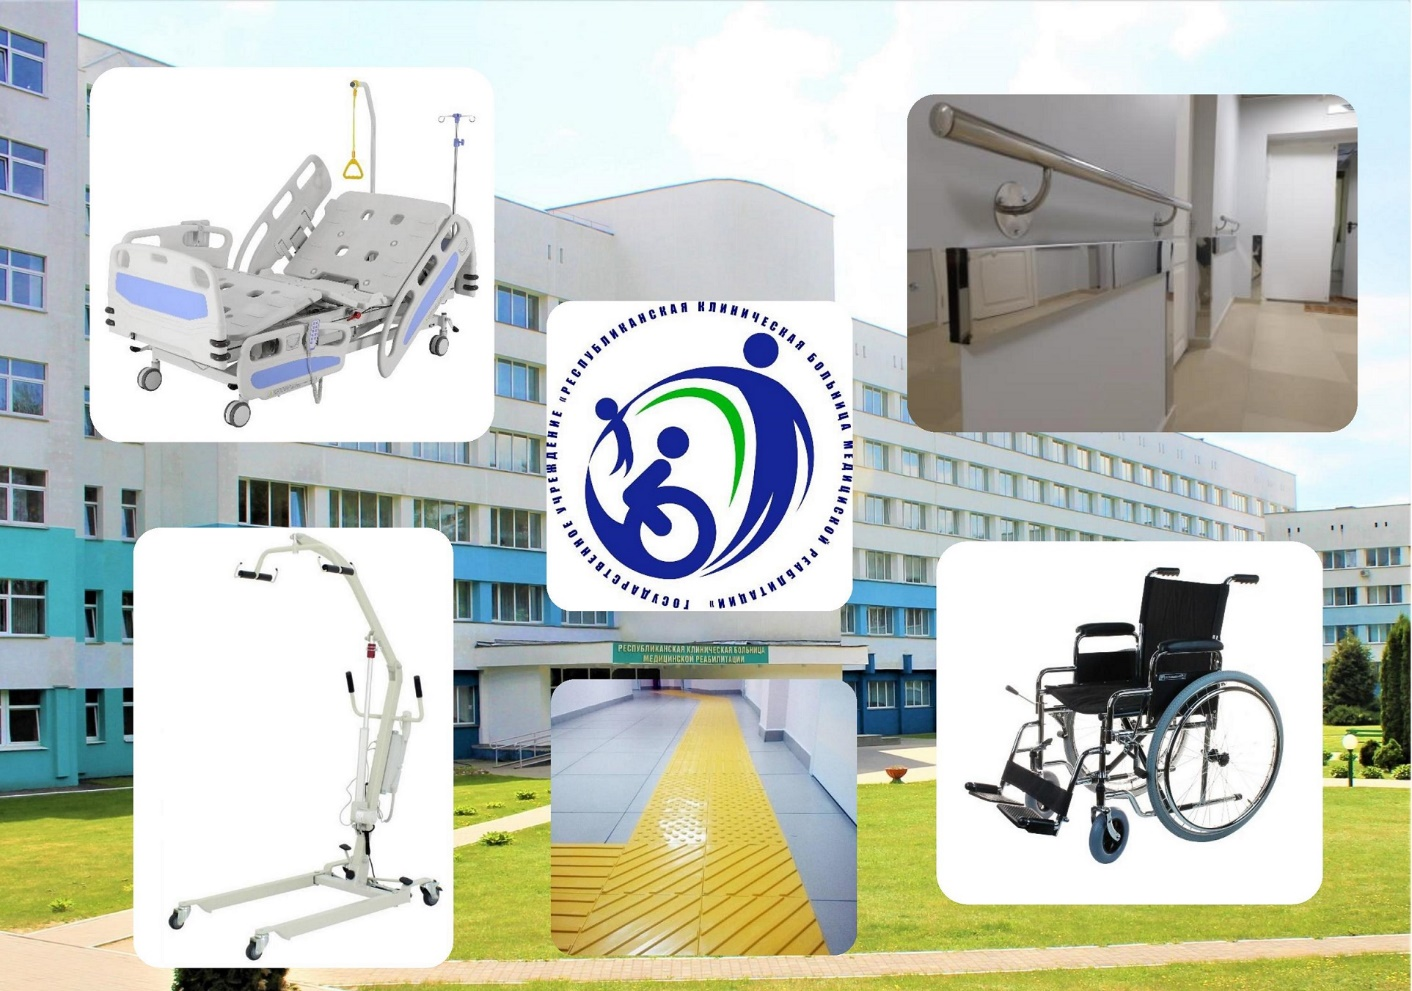 ГОСУДАРСТВЕННОЕ УЧРЕЖДЕНИЕ «РЕСПУБЛИКАНСКАЯ КЛИНИЧЕСКАЯ БОЛЬНИЦА МЕДИЦИНСКОЙ РЕАБИЛИТАЦИИ»
РЕСПУБЛИКАНСКАЯ КЛИНИЧЕСКАЯ БОЛЬНИЦА
МЕДИЦИНСКОЙ РЕАБИЛИТАЦИИ